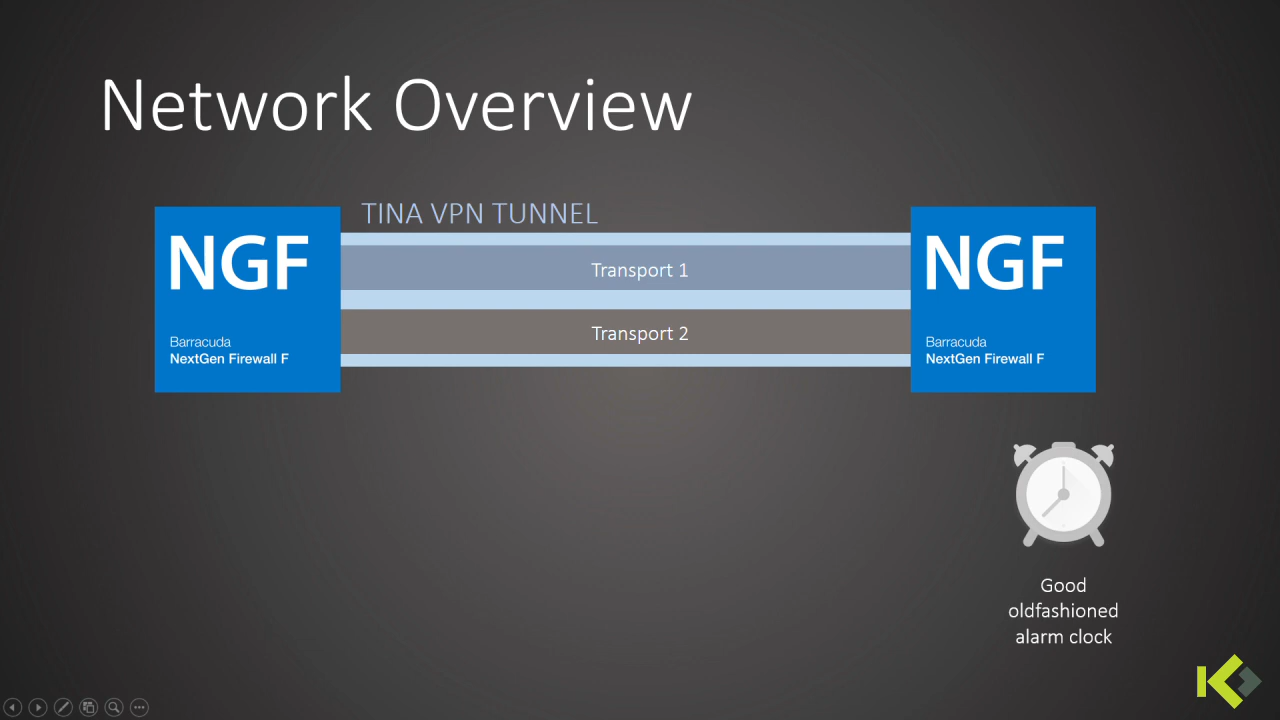 Network Overview
TINA VPN TUNNEL
NGF
Barracuda
NextGen Firewall F
Transport 1
Transport 2
NGF
Barracuda
NextGen Firewall F
Good
oldfashioned
alarm clock